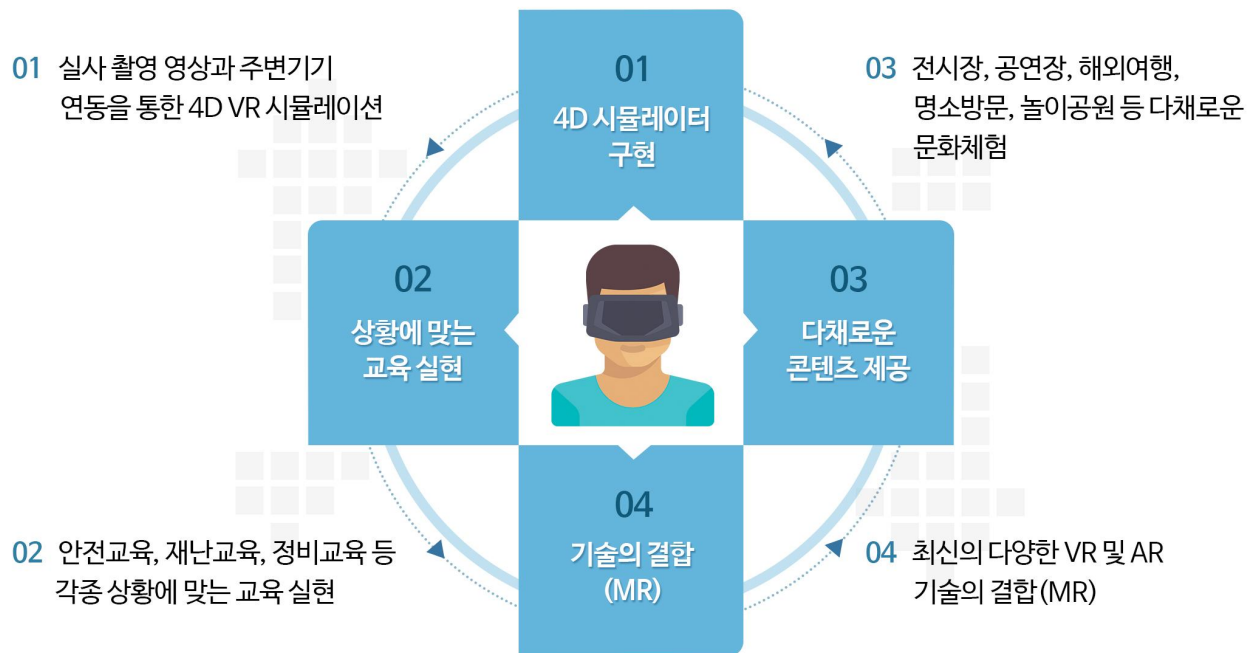 01 실사 촬영 영상과 주변기기
연동을 통한 4D VR 시뮬레이션
01
4D 시뮬레이터
구현
03 전시장, 공연장, 해외여행,
명소방문, 놀이공원 등 다채로운
문화체험
02
상황에 맞는
교육 실현
03
다채로운
콘텐츠 제공
02 안전교육, 재난교육, 정비교육 등
각종 상황에 맞는 교육 실현
04
기술의 결합
(MR)
04 최신의 다양한 VR 및 AR
기술의 결합(MR)